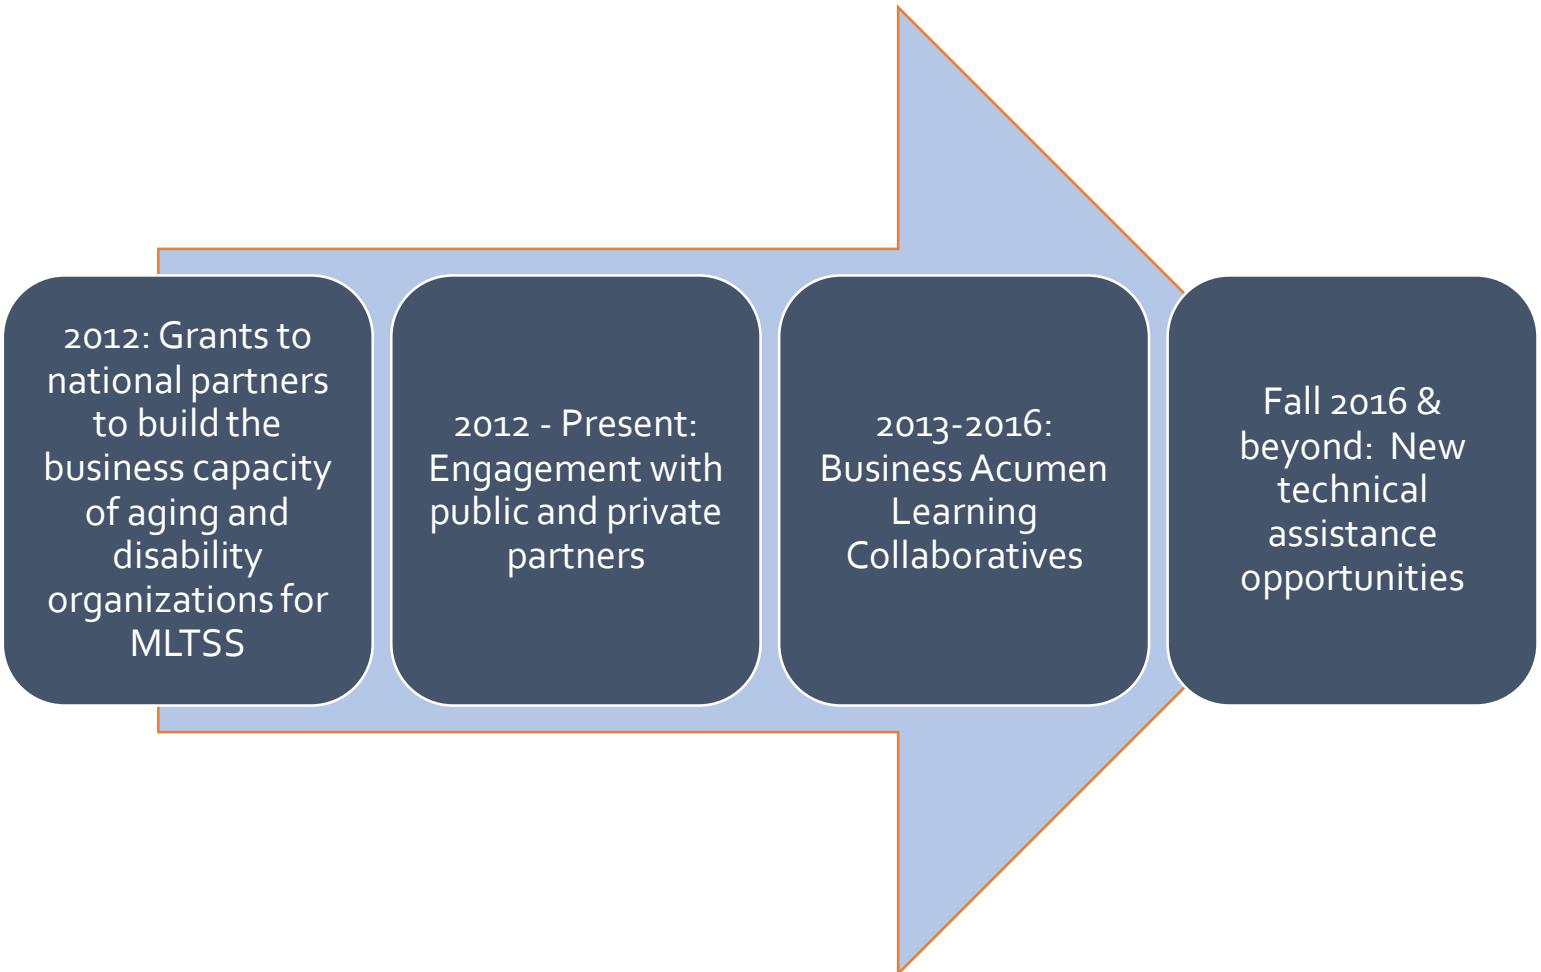 2012: Grants to
national partners
to build the
business capacity
of aging and
disability
organizations for
MLTSS
2012 - Present:
Engagement with
public and private
partners
2013-2016:
Business Acumen
Learning
Collaboratives
Fall 2016 &
beyond:  New
technical
assistance
opportunities